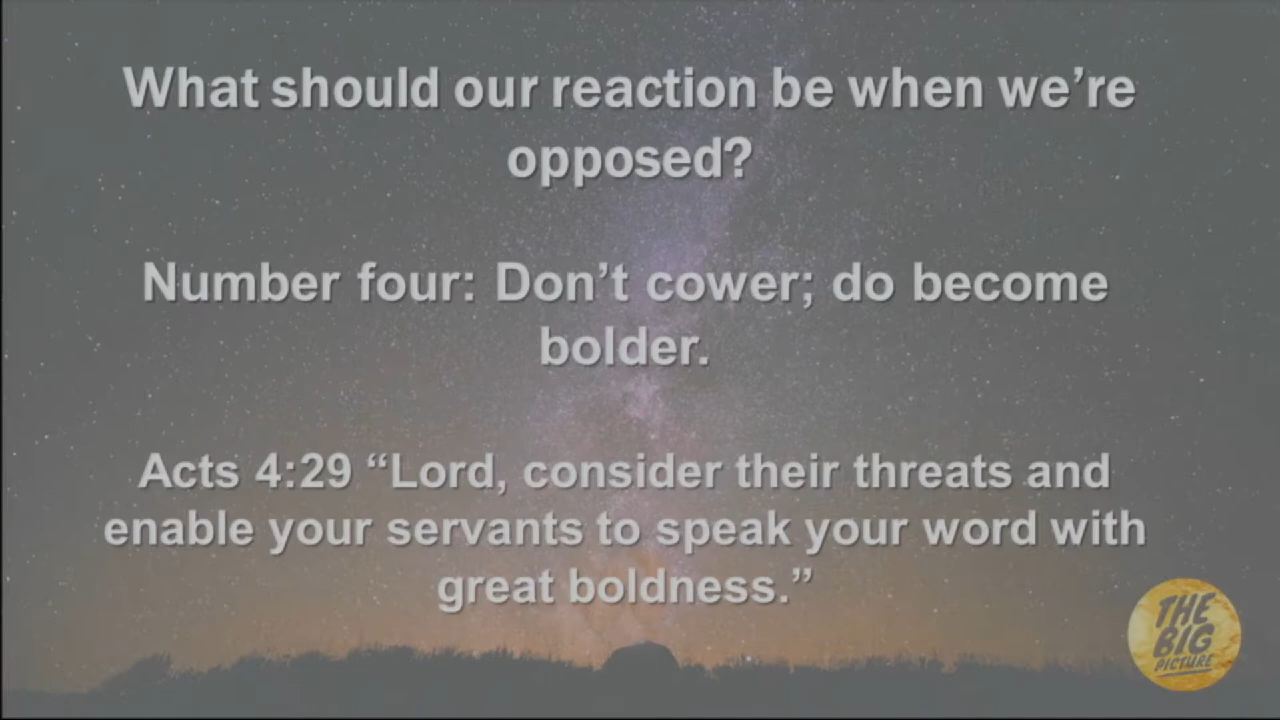 What should our reaction be when we’re
opposed?
Number four: Don’t cower; do become
bolder.
Acts 4:29 “Lord, consider their threats and
enable your servants to speak your word with
great boldness.”
THE
BIG
PICTURE